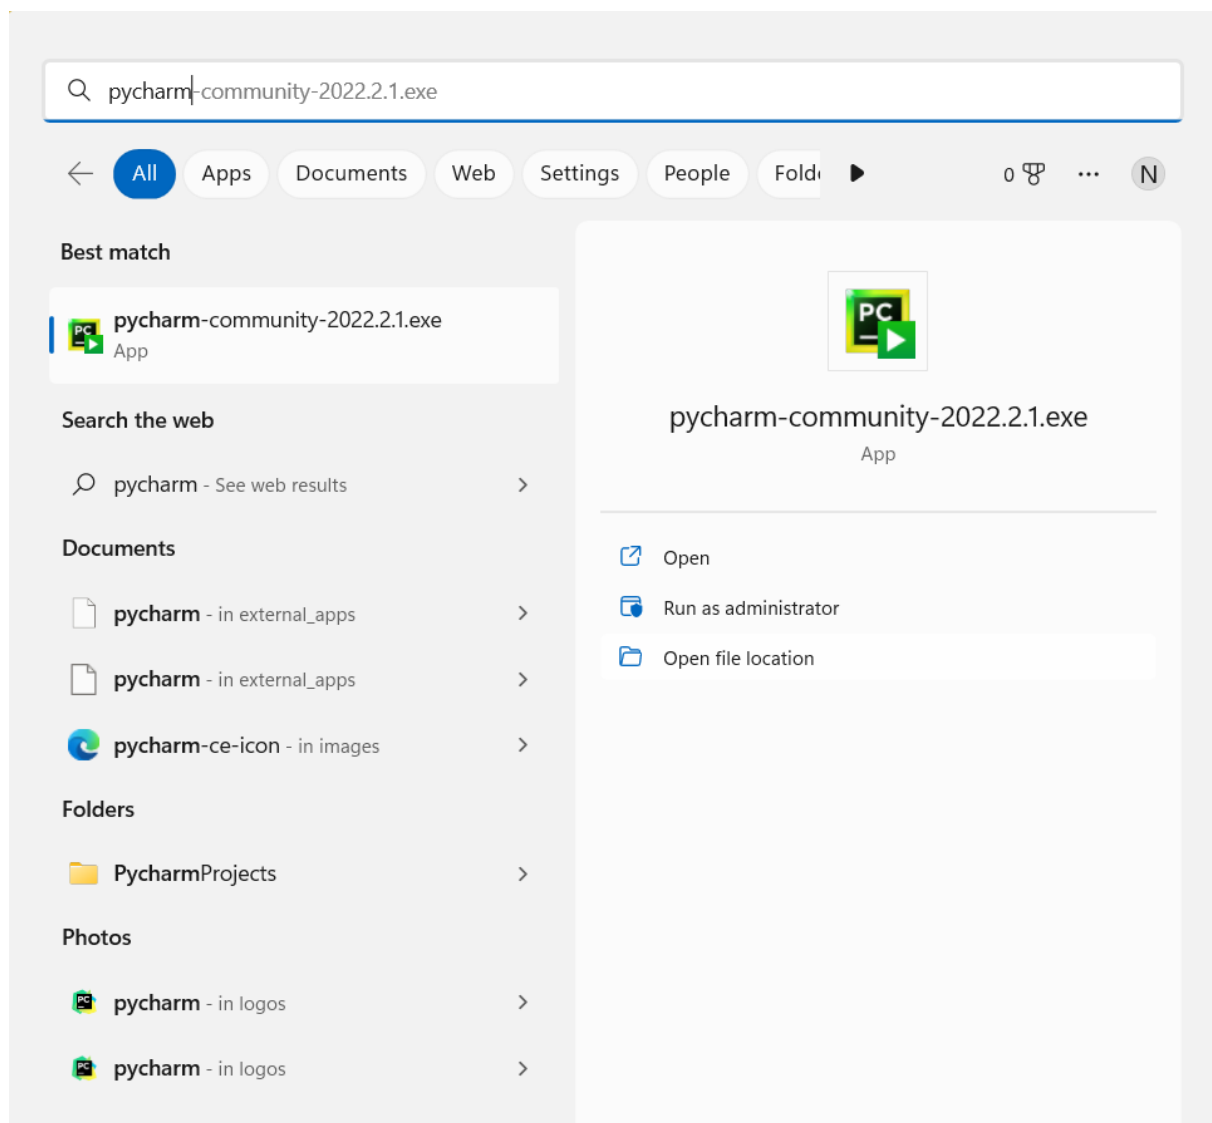 pycharm-community-2022.2.1.exe
All Apps Documents Web Settings People Folde 0 N
Best match
pycharm-community-2022.2.1.exe
App
Search the web
pycharm - See web results
Documents
pycharm - in external_apps
pycharm - in external_apps
pycharm-ce-icon - in images
Folders
PycharmProjects
Photos
PC pycharm - in logos
PC pycharm - in logos
PC
pycharm-community-2022.2.1.exe
App
Open
Run as administrator
Open file location